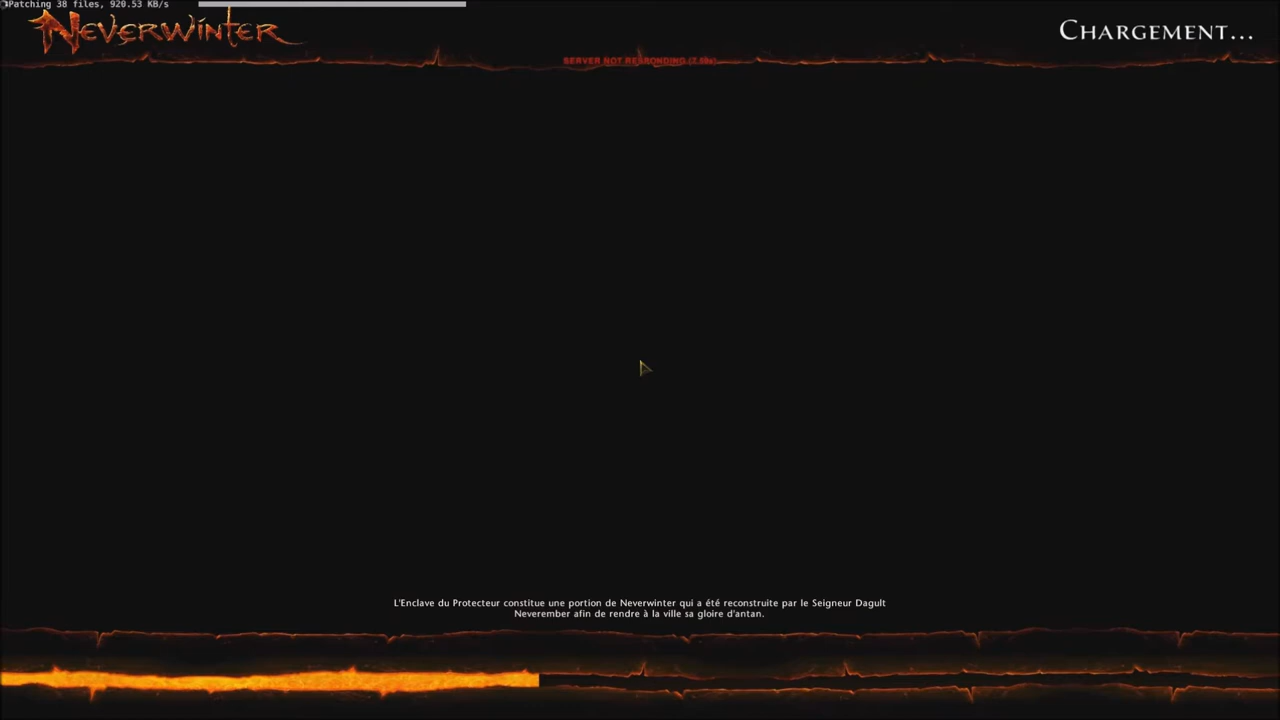 Patching 38 files, 920.53 KB/s
NEVERWINTER
CHARGEMENT...
SERVER NOT RESPONDING
L'Enclave du Protecteur constitue une portion de Neverwinter qui a été reconstruite par le Seigneur Dagult
Neverember afin de rendre à la ville sa gloire d'antan.